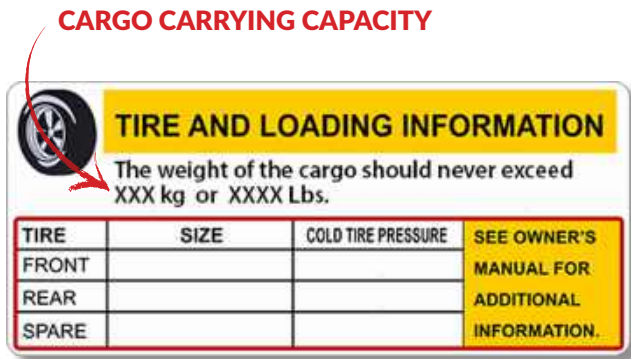 CARGO CARRYING CAPACITY
TIRE AND LOADING INFORMATION
The weight of the cargo should never exceed
XXX kg or XXXX Lbs.
TIRE SIZE COLD TIRE PRESSURE SEE OWNER'S
FRONT MANUAL FOR
REAR ADDITIONAL
SPARE INFORMATION.